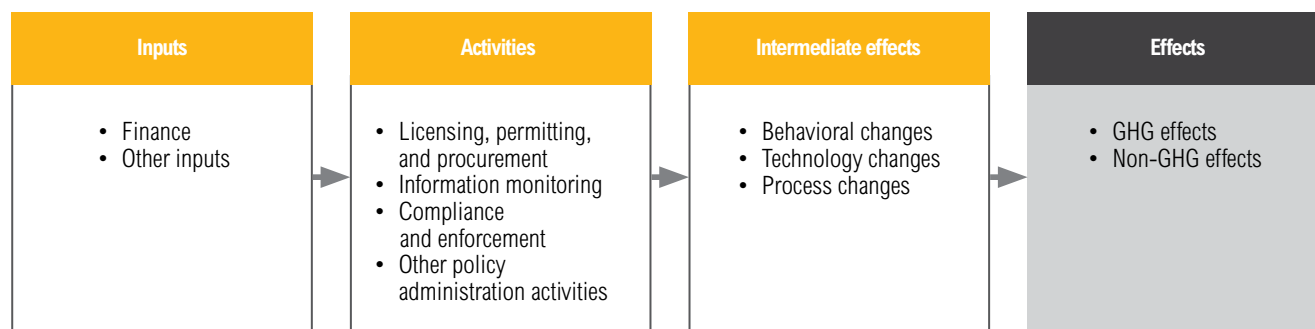 Inputs
• Finance
• Other inputs
Activities
• Licensing, permitting,
and procurement
• Information monitoring
• Compliance
and enforcement
• Other policy
administration activities
Intermediate effects
• Behavioral changes
• Technology changes
• Process changes
Effects
• GHG effects
• Non-GHG effects